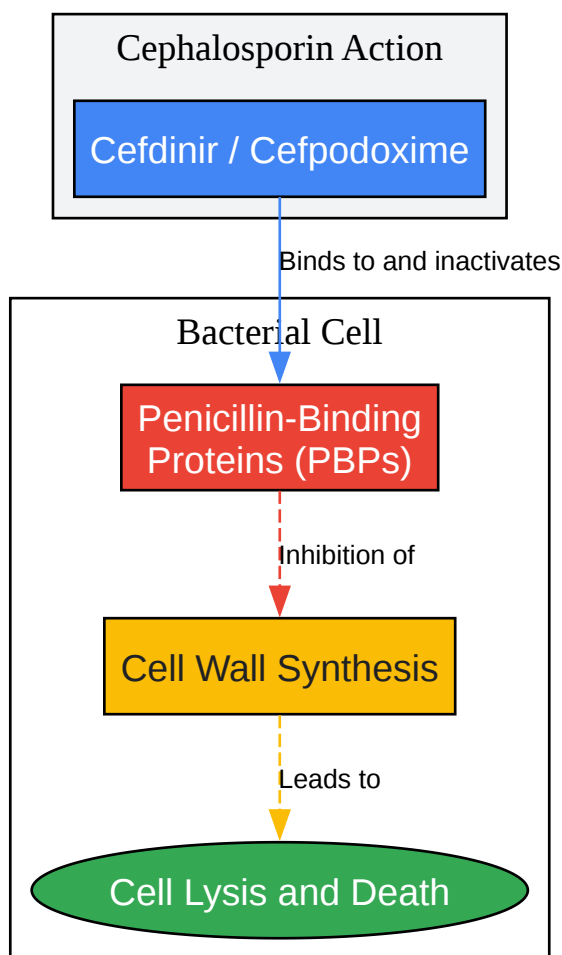 Cephalosporin Action
Cefdinir / Cefpodoxime
Binds to and inactivates
Bacterial Cell
Penicillin-Binding
Proteins (PBPs)
Inhibition of
Cell Wall Synthesis
Leads to
Cell Lysis and Death